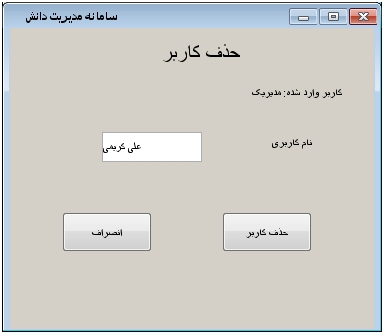 سامانه مدیریت دانش
حذف کاربر
کاربر وارد شده: مدیریک
نام کاربری
علی کریمی
حذف کاربر
انصراف